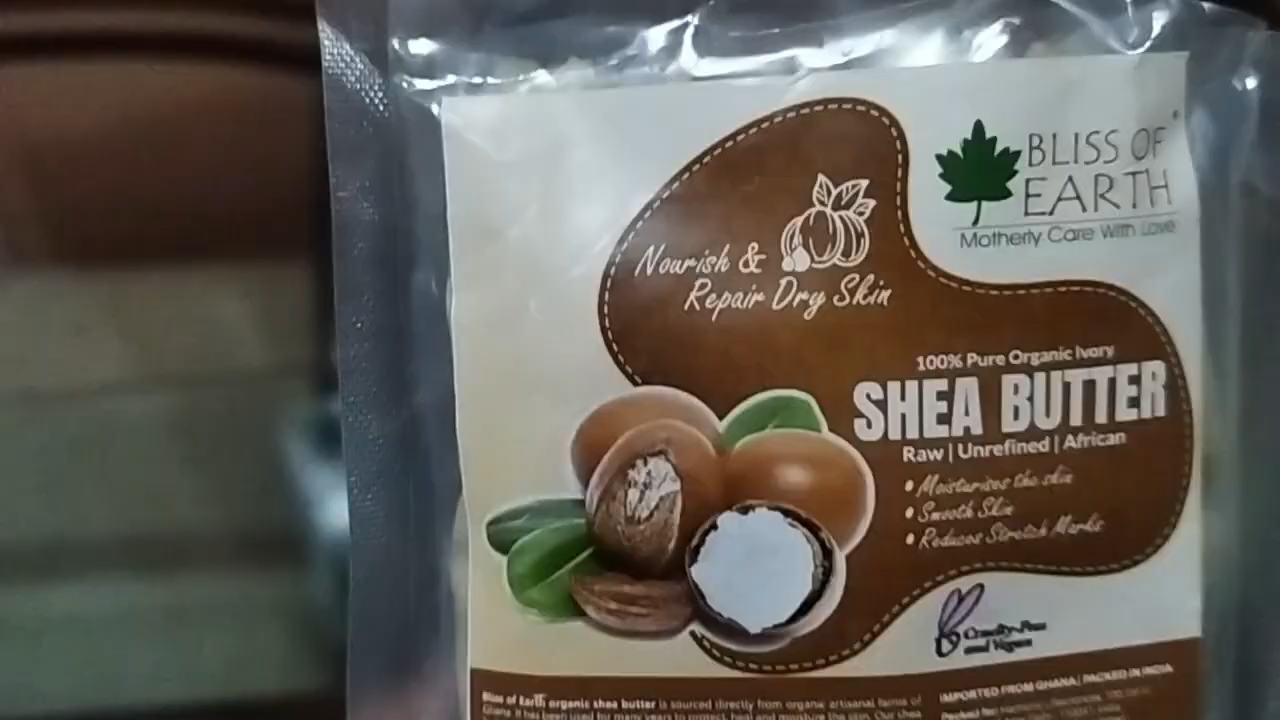 BLISS OF
EARTH
Motherly Care With Love
Nourish &
Repair Dry Skin
100% Pure Organic Ivory
SHEA BUTTER
Raw | Unrefined | African
• Moisturises the skin
• Smooth Skin
• Reduces Stretch Marks
Cruelty-Free
and Vegan
Bliss of Earth organic shea butter is sourced directly from organic artisanal farms of
Ghana. It has been used for many years to protect, heal and moisture the skin. Our shea
IMPORTED FROM GHANA | PACKED IN INDIA